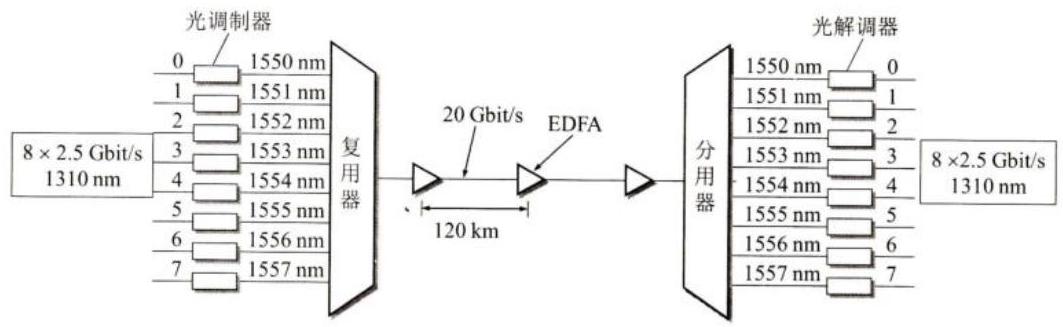 光调制器
光解调器
0 1550 nm
1 1551 nm
2 1552 nm
3 1553 nm
4 1554 nm
5 1555 nm
6 1556 nm
7 1557 nm
8 × 2.5 Gbit/s
1310 nm
复用器
20 Gbit/s
EDFA
120 km
分用器
1550 nm 0
1551 nm 1
1552 nm 2
1553 nm 3
1554 nm 4
1555 nm 5
1556 nm 6
1557 nm 7
8 ×2.5 Gbit/s
1310 nm